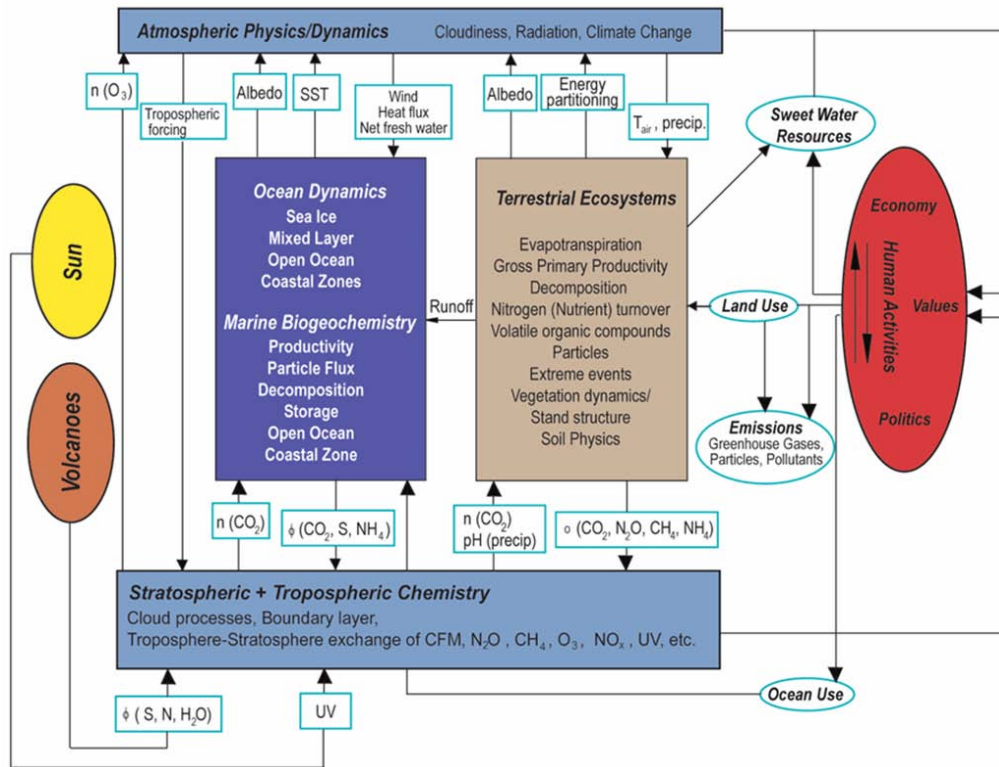 Atmospheric Physics/Dynamics Cloudiness, Radiation, Climate Change
n (O₃)
Tropospheric
forcing
Albedo
SST
Wind
Heat flux
Net fresh water
Albedo
Energy
partitioning
Tair , precip.
Sweet Water
Resources
Sun
Volcanoes
Ocean Dynamics
Sea Ice
Mixed Layer
Open Ocean
Coastal Zones
Marine Biogeochemistry
Productivity
Particle Flux
Decomposition
Storage
Open Ocean
Coastal Zone
Runoff
Terrestrial Ecosystems
Evapotranspiration
Gross Primary Productivity
Decomposition
Nitrogen (Nutrient) turnover
Volatile organic compounds
Particles
Extreme events
Vegetation dynamics/
Stand structure
Soil Physics
Land Use
Emissions
Greenhouse Gases,
Particles, Pollutants
Economy
Human Activities
Values
Politics
n (CO₂)
ϕ (CO₂, S, NH₄)
n (CO₂)
pH (precip)
o (CO₂, N₂O, CH₄, NH₄)
Stratospheric + Tropospheric Chemistry
Cloud processes, Boundary layer,
Troposphere-Stratosphere exchange of CFM, N₂O , CH₄ , O₃ , NOₓ , UV, etc.
ϕ ( S, N, H₂O)
UV
Ocean Use